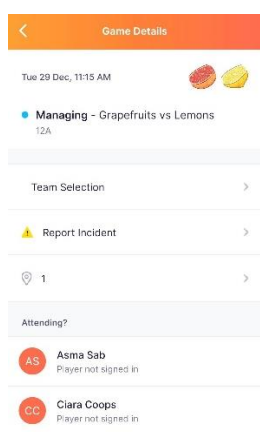 Game Details
Tue 29 Dec, 11:15 AM
Managing - Grapefruits vs Lemons
12A
Team Selection
Report Incident
1
Attending?
AS
Asma Sab
Player not signed in
CC
Ciara Coops
Player not signed in